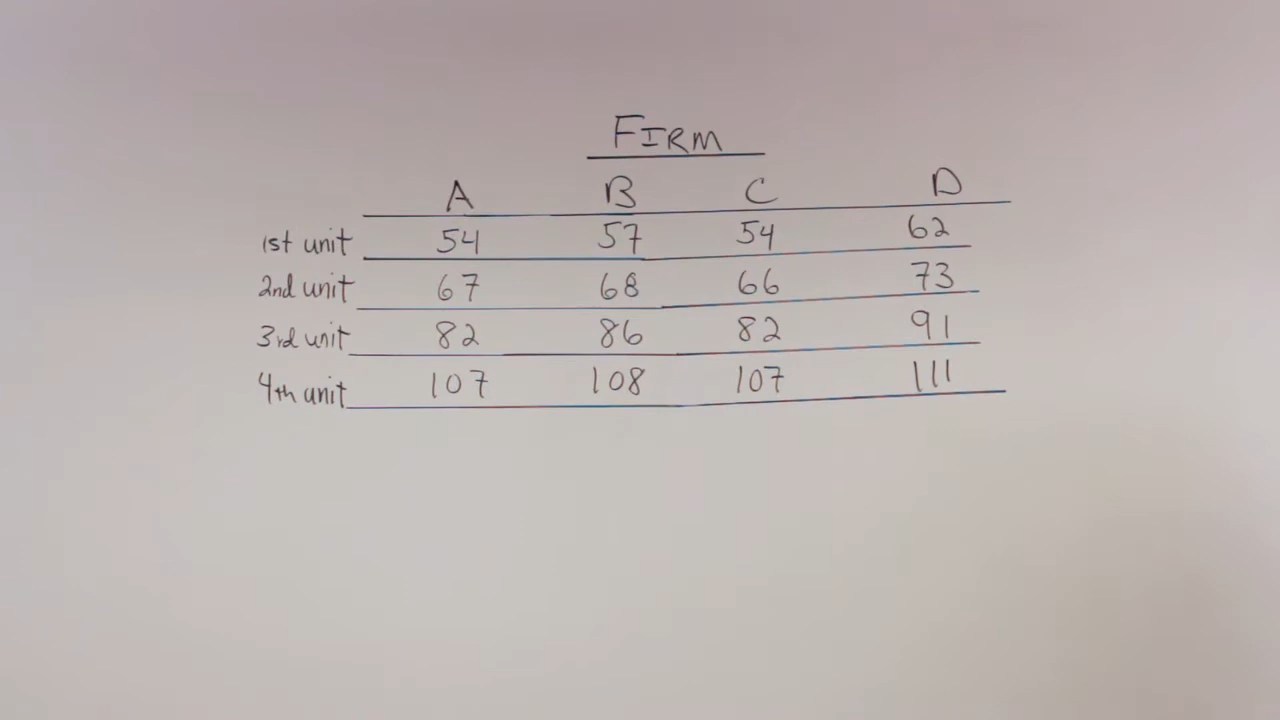 FIRM
A B C D
1st unit 54 57 54 62
2nd unit 67 68 66 73
3rd unit 82 86 82 91
4th unit 107 108 107 111